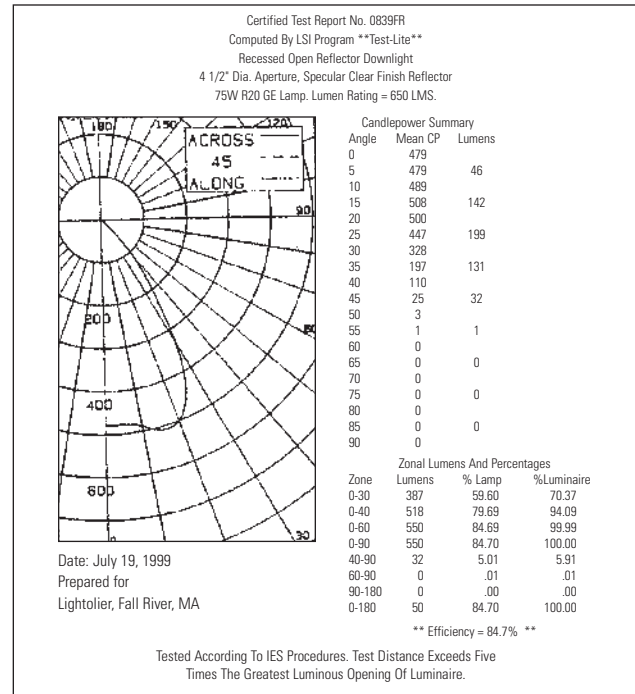 Certified Test Report No. 0839FR
Computed By LSI Program **Test-Lite**
Recessed Open Reflector Downlight
4 1/2" Dia. Aperture, Specular Clear Finish Reflector
75W R20 GE Lamp. Lumen Rating = 650 LMS.
180 150 120
ACROSS
45
ALONG
90
200
400
600
0
30
Date: July 19, 1999
Prepared for
Lightolier, Fall River, MA
Candlepower Summary
Angle Mean CP Lumens
0 479
5 479 46
10 489
15 508 142
20 500
25 447 199
30 328
35 197 131
40 110
45 25 32
50 3
55 1 1
60 0
65 0 0
70 0
75 0 0
80 0
85 0 0
90 0
Zonal Lumens And Percentages
Zone Lumens % Lamp %Luminaire
0-30 387 59.60 70.37
0-40 518 79.69 94.09
0-60 550 84.69 99.99
0-90 550 84.70 100.00
40-90 32 5.01 5.91
60-90 0 .01 .01
90-180 0 .00 .00
0-180 50 84.70 100.00
** Efficiency = 84.7% **
Tested According To IES Procedures. Test Distance Exceeds Five
Times The Greatest Luminous Opening Of Luminaire.